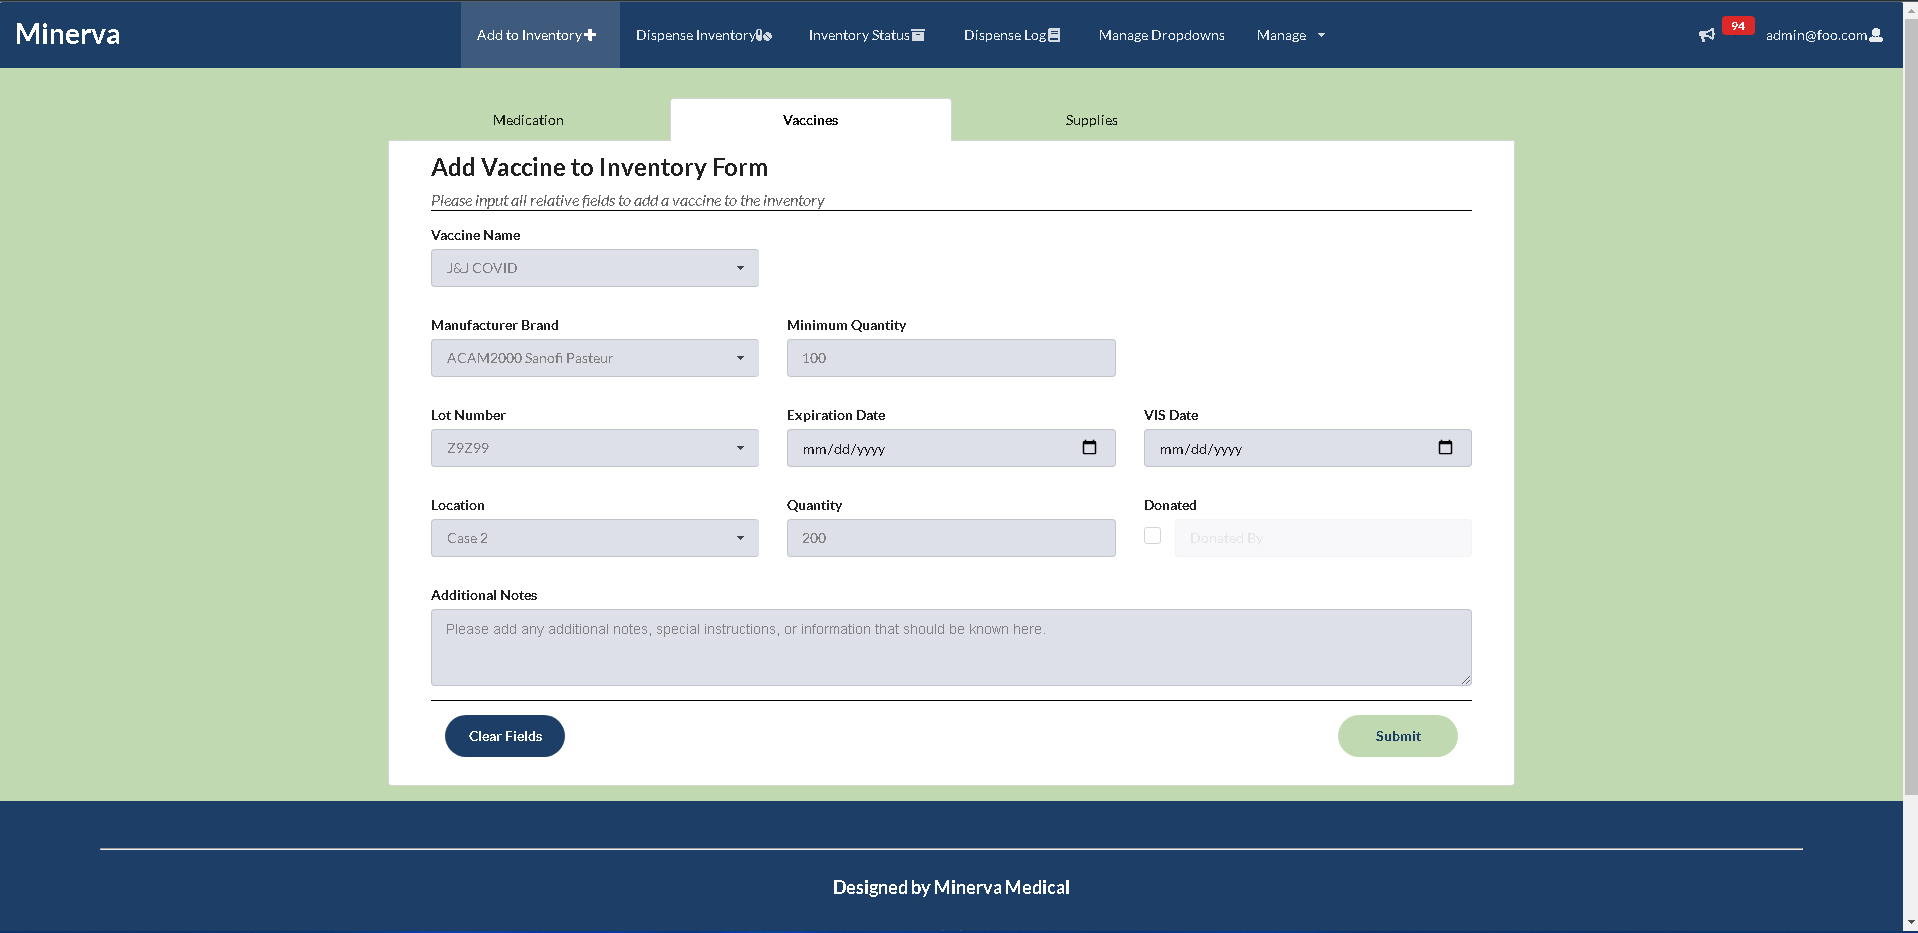 Minerva
Add to Inventory
Dispense Inventory
Inventory Status
Dispense Log
Manage Dropdowns
Manage
94
admin@foo.com
Medication
Vaccines
Supplies
Add Vaccine to Inventory Form
Please input all relative fields to add a vaccine to the inventory
Vaccine Name
J&J COVID
Manufacturer Brand
Minimum Quantity
ACAM2000 Sanofi Pasteur
100
Lot Number
Expiration Date
VIS Date
Z9Z99
mm/dd/yyyy
mm/dd/yyyy
Location
Quantity
Donated
Case 2
200
Donated By
Additional Notes
Please add any additional notes, special instructions, or information that should be known here.
Clear Fields
Submit
Designed by Minerva Medical